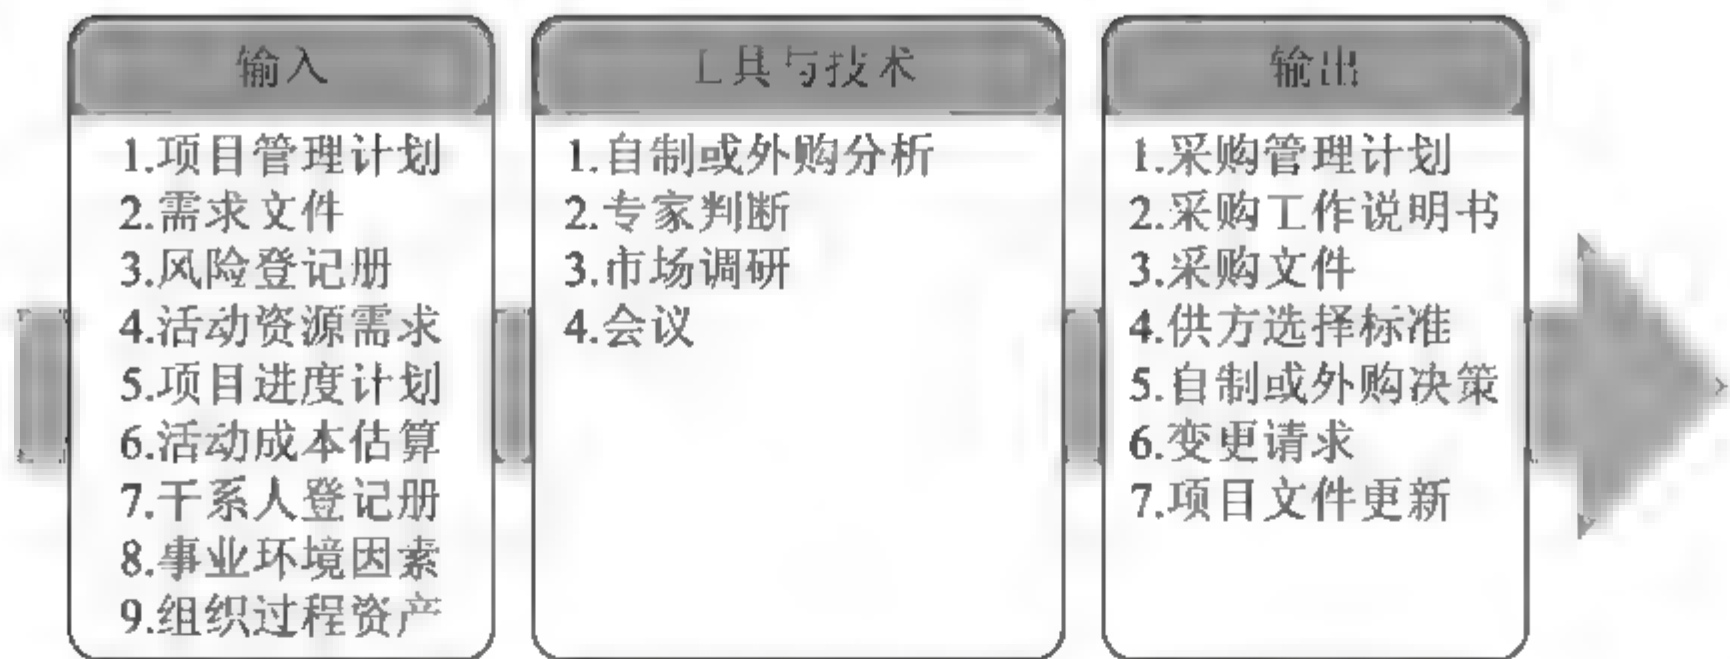 输入
1.项目管理计划
2.需求文件
3.风险登记册
4.活动资源需求
5.项目进度计划
6.活动成本估算
7.干系人登记册
8.事业环境因素
9.组织过程资产
工具与技术
1.自制或外购分析
2.专家判断
3.市场调研
4.会议
输出
1.采购管理计划
2.采购工作说明书
3.采购文件
4.供方选择标准
5.自制或外购决策
6.变更请求
7.项目文件更新